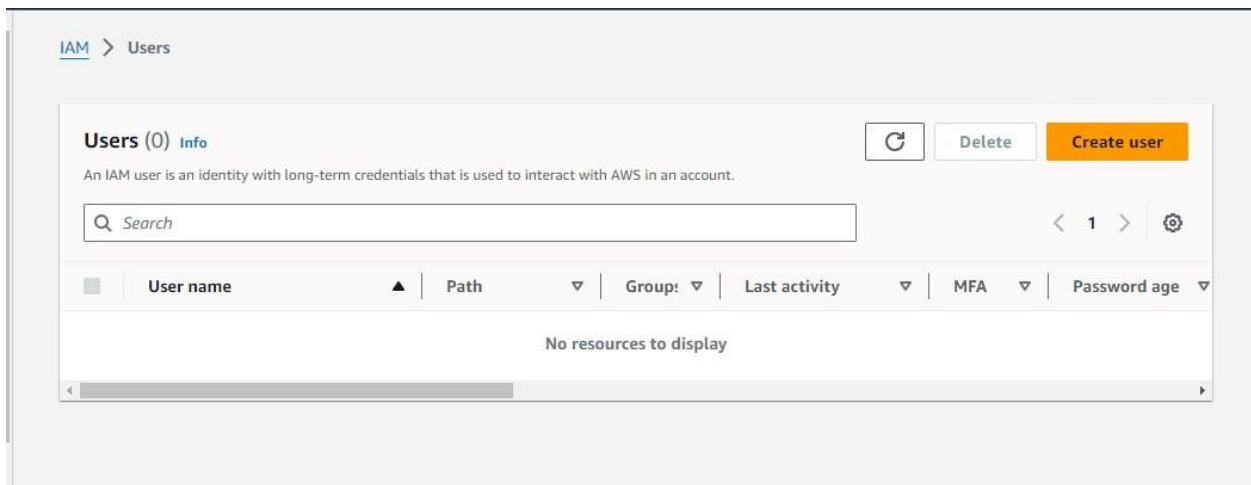 IAM > Users
Users (0) Info
Delete
Create user
An IAM user is an identity with long-term credentials that is used to interact with AWS in an account.
Search
< 1 >
User name Path Groups Last activity MFA Password age
No resources to display